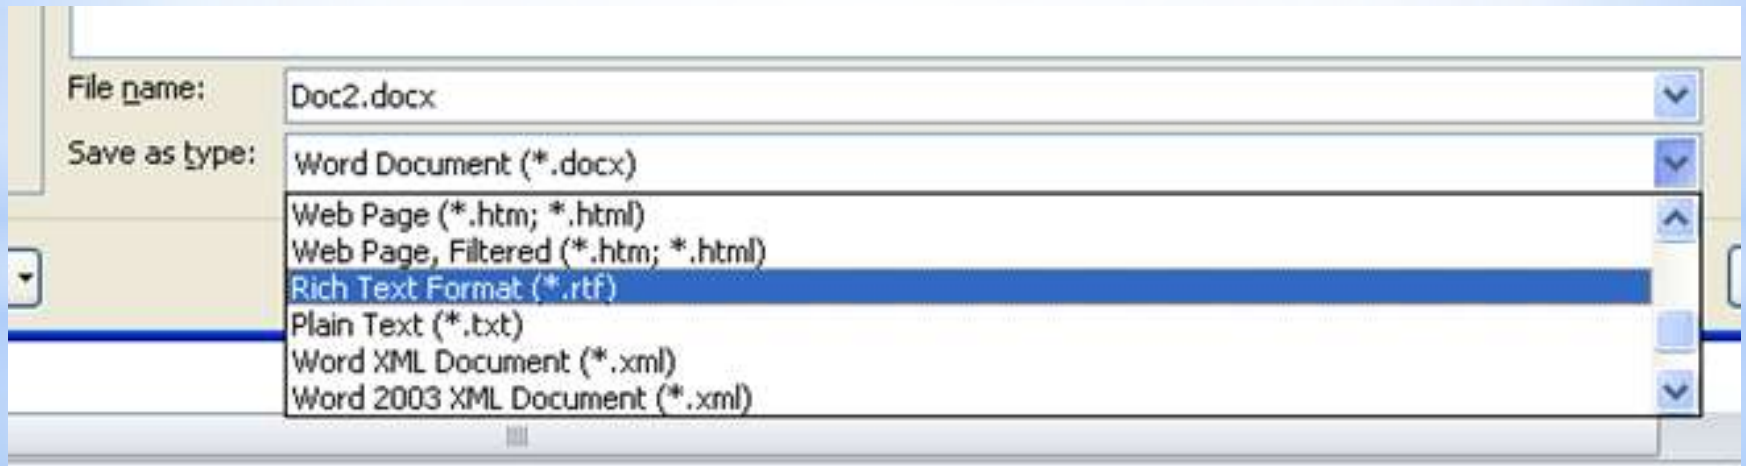 File name: Doc2.docx
Save as type: Word Document (*.docx)
Web Page (*.htm; *.html)
Web Page, Filtered (*.htm; *.html)
Rich Text Format (*.rtf)
Plain Text (*.txt)
Word XML Document (*.xml)
Word 2003 XML Document (*.xml)